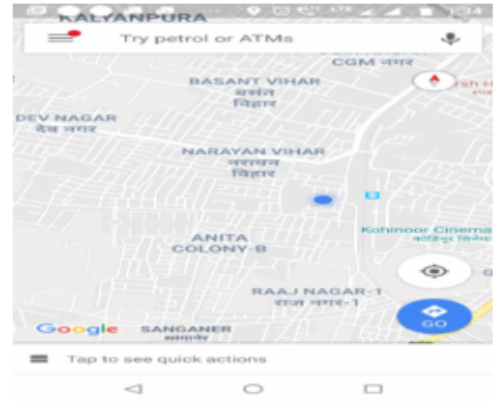 KALYANPURA
Try petrol or ATMs
CGM नगर
BASANT VIHAR
बसंत
विहार
DEV NAGAR
देव नगर
NARAYAN VIHAR
नारायन
विहार
Kohinoor Cinema
कोहिनूर सिनेमा
ANITA
COLONY-B
RAAJ NAGAR-1
राज नगर-1
GO
Google
SANGANER
सांगानेर
Tap to see quick actions